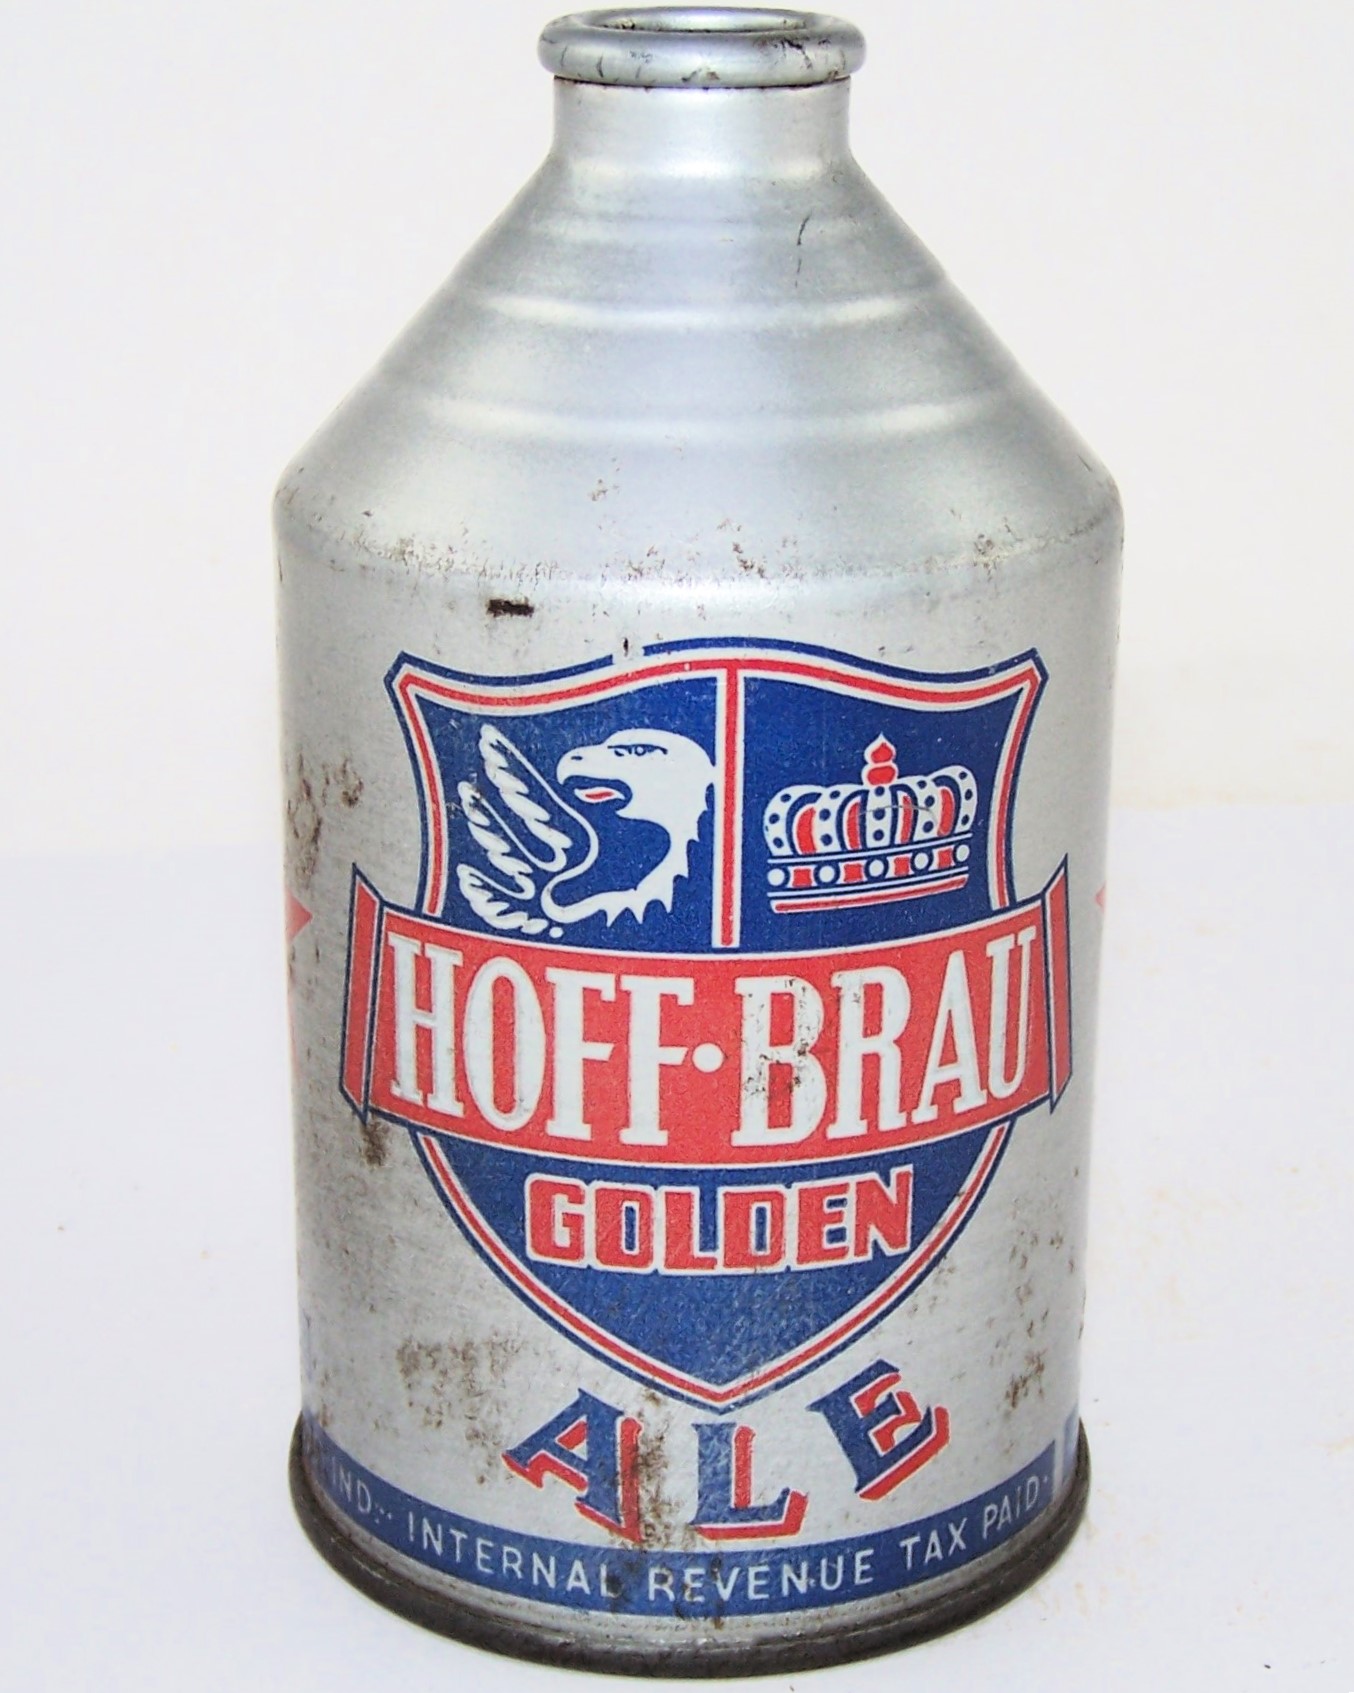 HOFF·BRAU
GOLDEN
ALE
IND. INTERNAL REVENUE TAX PAID.